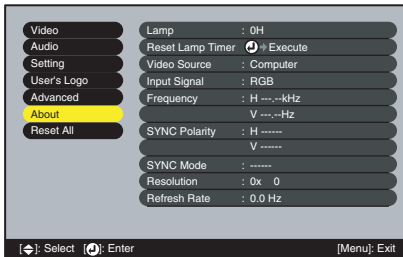 Video
Audio
Setting
User's Logo
Advanced
About
Reset All
Lamp : 0H
Reset Lamp Timer Execute
Video Source : Computer
Input Signal : RGB
Frequency : H ---.--kHz
V ---.--Hz
SYNC Polarity : H ------
V ------
SYNC Mode : ------
Resolution : 0x 0
Refresh Rate : 0.0 Hz
[ ]: Select [ ]: Enter [Menu]: Exit